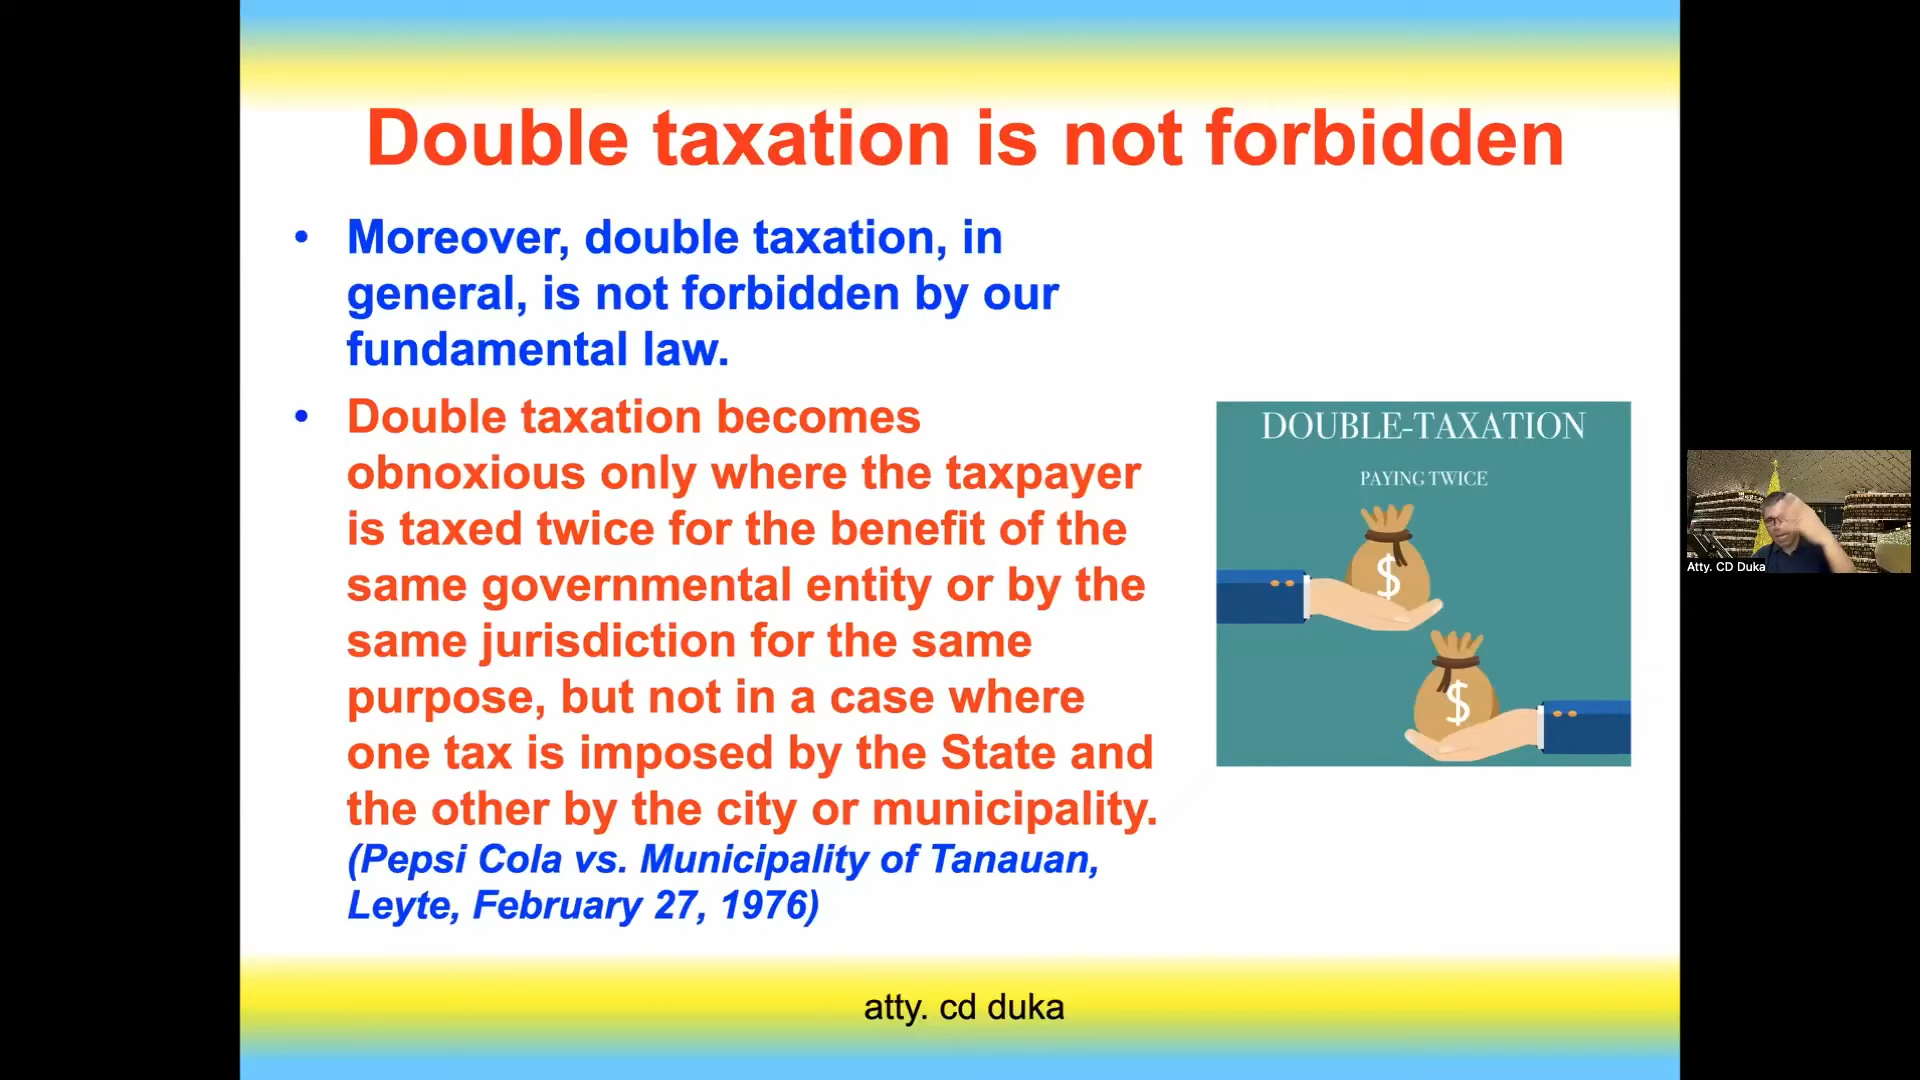 Double taxation is not forbidden
• Moreover, double taxation, in
general, is not forbidden by our
fundamental law.
• Double taxation becomes
obnoxious only where the taxpayer
is taxed twice for the benefit of the
same governmental entity or by the
same jurisdiction for the same
purpose, but not in a case where
one tax is imposed by the State and
the other by the city or municipality.
(Pepsi Cola vs. Municipality of Tanauan,
Leyte, February 27, 1976)
DOUBLE-TAXATION
PAYING TWICE
$
$
Atty. CD Duka
atty. cd duka